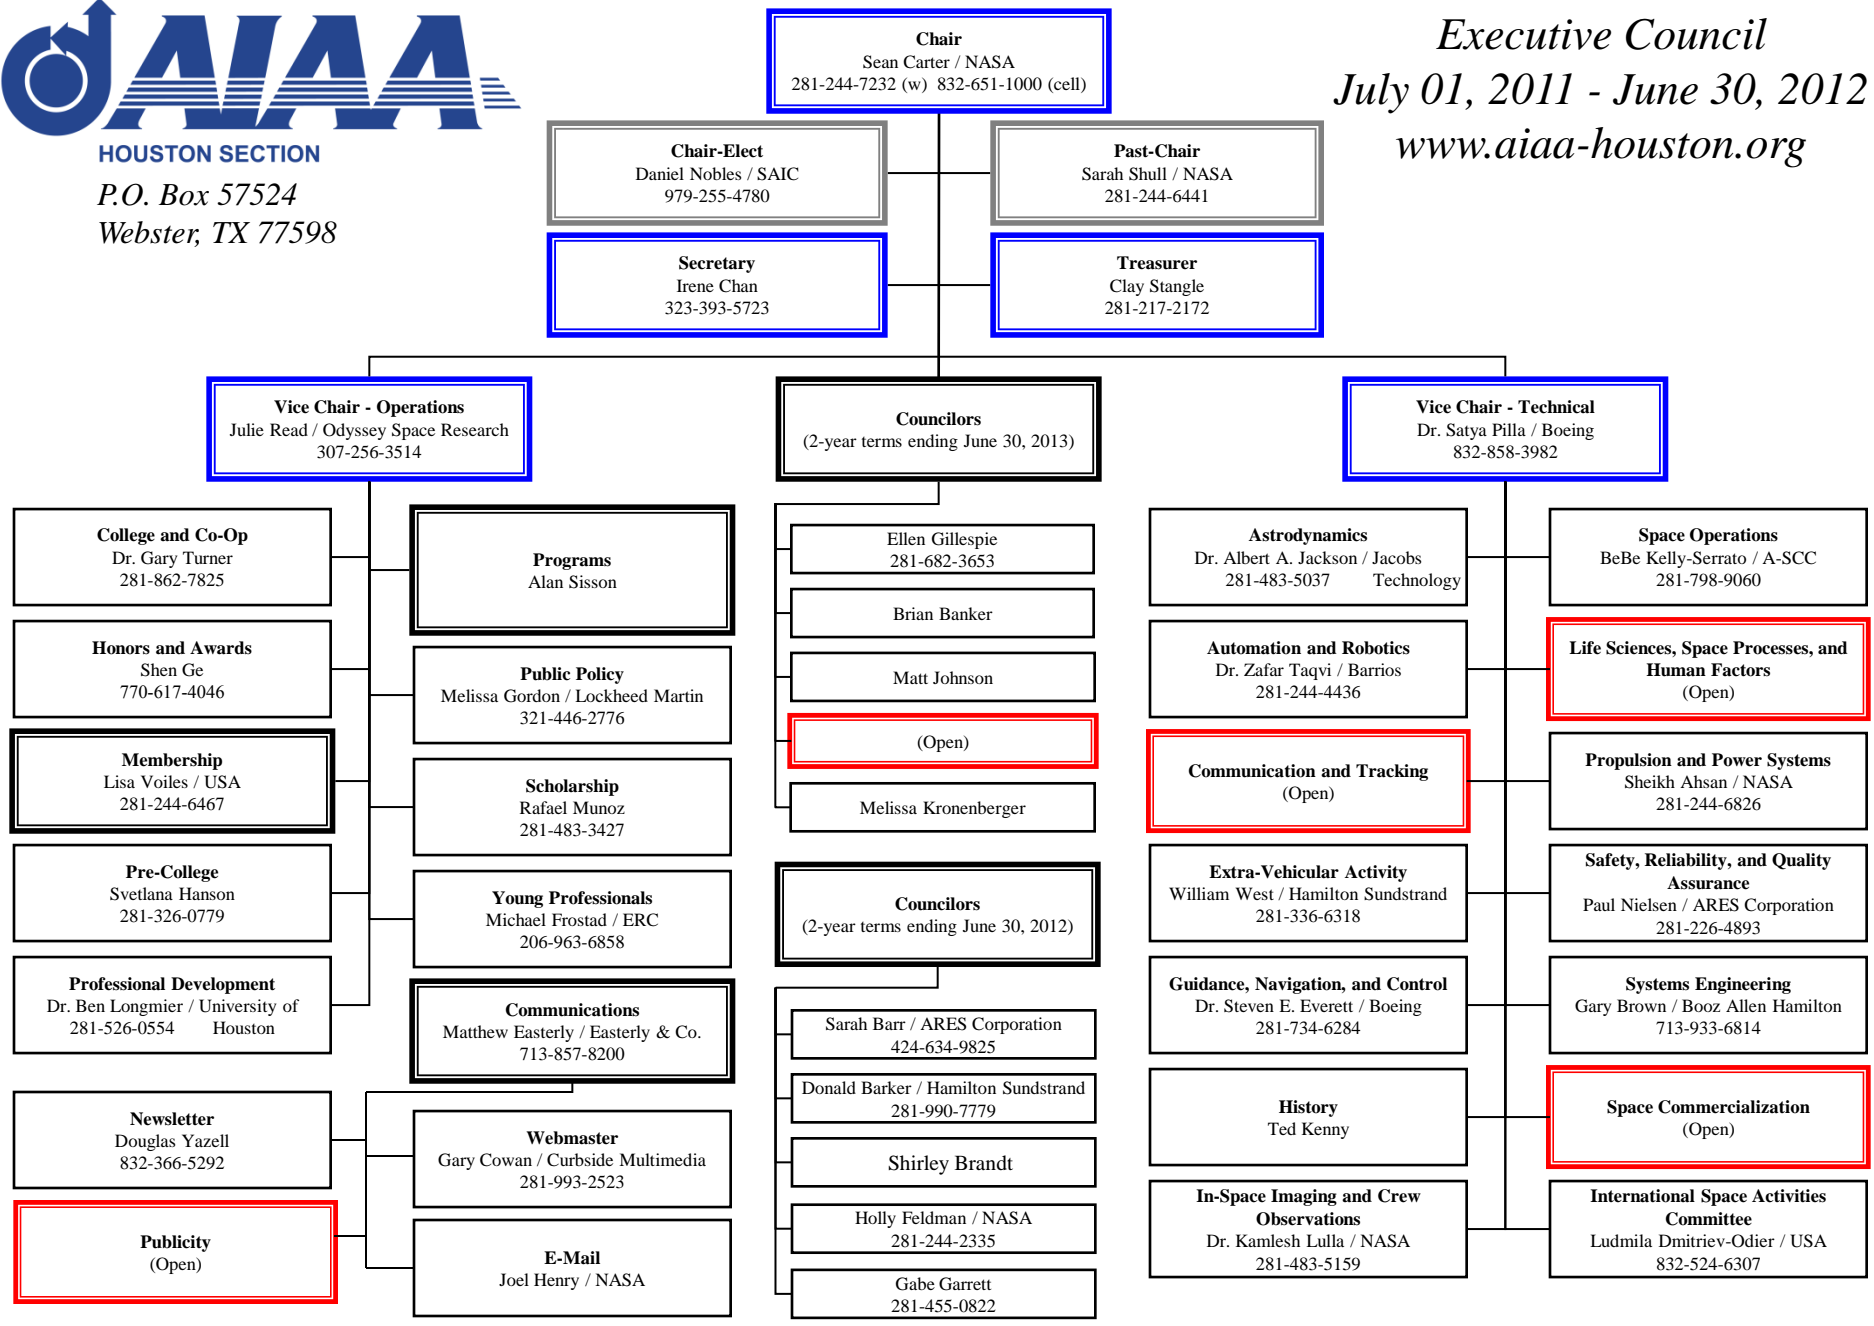 AIAA
HOUSTON SECTION
P.O. Box 57524
Webster, TX 77598
Executive Council
July 01, 2011 - June 30, 2012
www.aiaa-houston.org
Chair
Sean Carter / NASA
281-244-7232 (w)  832-651-1000 (cell)
Chair-Elect
Daniel Nobles / SAIC
979-255-4780
Past-Chair
Sarah Shull / NASA
281-244-6441
Secretary
Irene Chan
323-393-5723
Treasurer
Clay Stangle
281-217-2172
Vice Chair - Operations
Julie Read / Odyssey Space Research
307-256-3514
College and Co-Op
Dr. Gary Turner
281-862-7825
Programs
Alan Sisson
Honors and Awards
Shen Ge
770-617-4046
Public Policy
Melissa Gordon / Lockheed Martin
321-446-2776
Membership
Lisa Voiles / USA
281-244-6467
Scholarship
Rafael Munoz
281-483-3427
Pre-College
Svetlana Hanson
281-326-0779
Young Professionals
Michael Frostad / ERC
206-963-6858
Professional Development
Dr. Ben Longmier / University of
281-526-0554 Houston
Communications
Matthew Easterly / Easterly & Co.
713-857-8200
Newsletter
Douglas Yazell
832-366-5292
Webmaster
Gary Cowan / Curbside Multimedia
281-993-2523
Publicity
(Open)
E-Mail
Joel Henry / NASA
Councilors
(2-year terms ending June 30, 2013)
Ellen Gillespie
281-682-3653
Brian Banker
Matt Johnson
(Open)
Melissa Kronenberger
Councilors
(2-year terms ending June 30, 2012)
Sarah Barr / ARES Corporation
424-634-9825
Donald Barker / Hamilton Sundstrand
281-990-7779
Shirley Brandt
Holly Feldman / NASA
281-244-2335
Gabe Garrett
281-455-0822
Vice Chair - Technical
Dr. Satya Pilla / Boeing
832-858-3982
Astrodynamics
Dr. Albert A. Jackson / Jacobs
281-483-5037 Technology
Space Operations
BeBe Kelly-Serrato / A-SCC
281-798-9060
Automation and Robotics
Dr. Zafar Taqvi / Barrios
281-244-4436
Life Sciences, Space Processes, and
Human Factors
(Open)
Communication and Tracking
(Open)
Propulsion and Power Systems
Sheikh Ahsan / NASA
281-244-6826
Extra-Vehicular Activity
William West / Hamilton Sundstrand
281-336-6318
Safety, Reliability, and Quality
Assurance
Paul Nielsen / ARES Corporation
281-226-4893
Guidance, Navigation, and Control
Dr. Steven E. Everett / Boeing
281-734-6284
Systems Engineering
Gary Brown / Booz Allen Hamilton
713-933-6814
History
Ted Kenny
Space Commercialization
(Open)
In-Space Imaging and Crew
Observations
Dr. Kamlesh Lulla / NASA
281-483-5159
International Space Activities
Committee
Ludmila Dmitriev-Odier / USA
832-524-6307